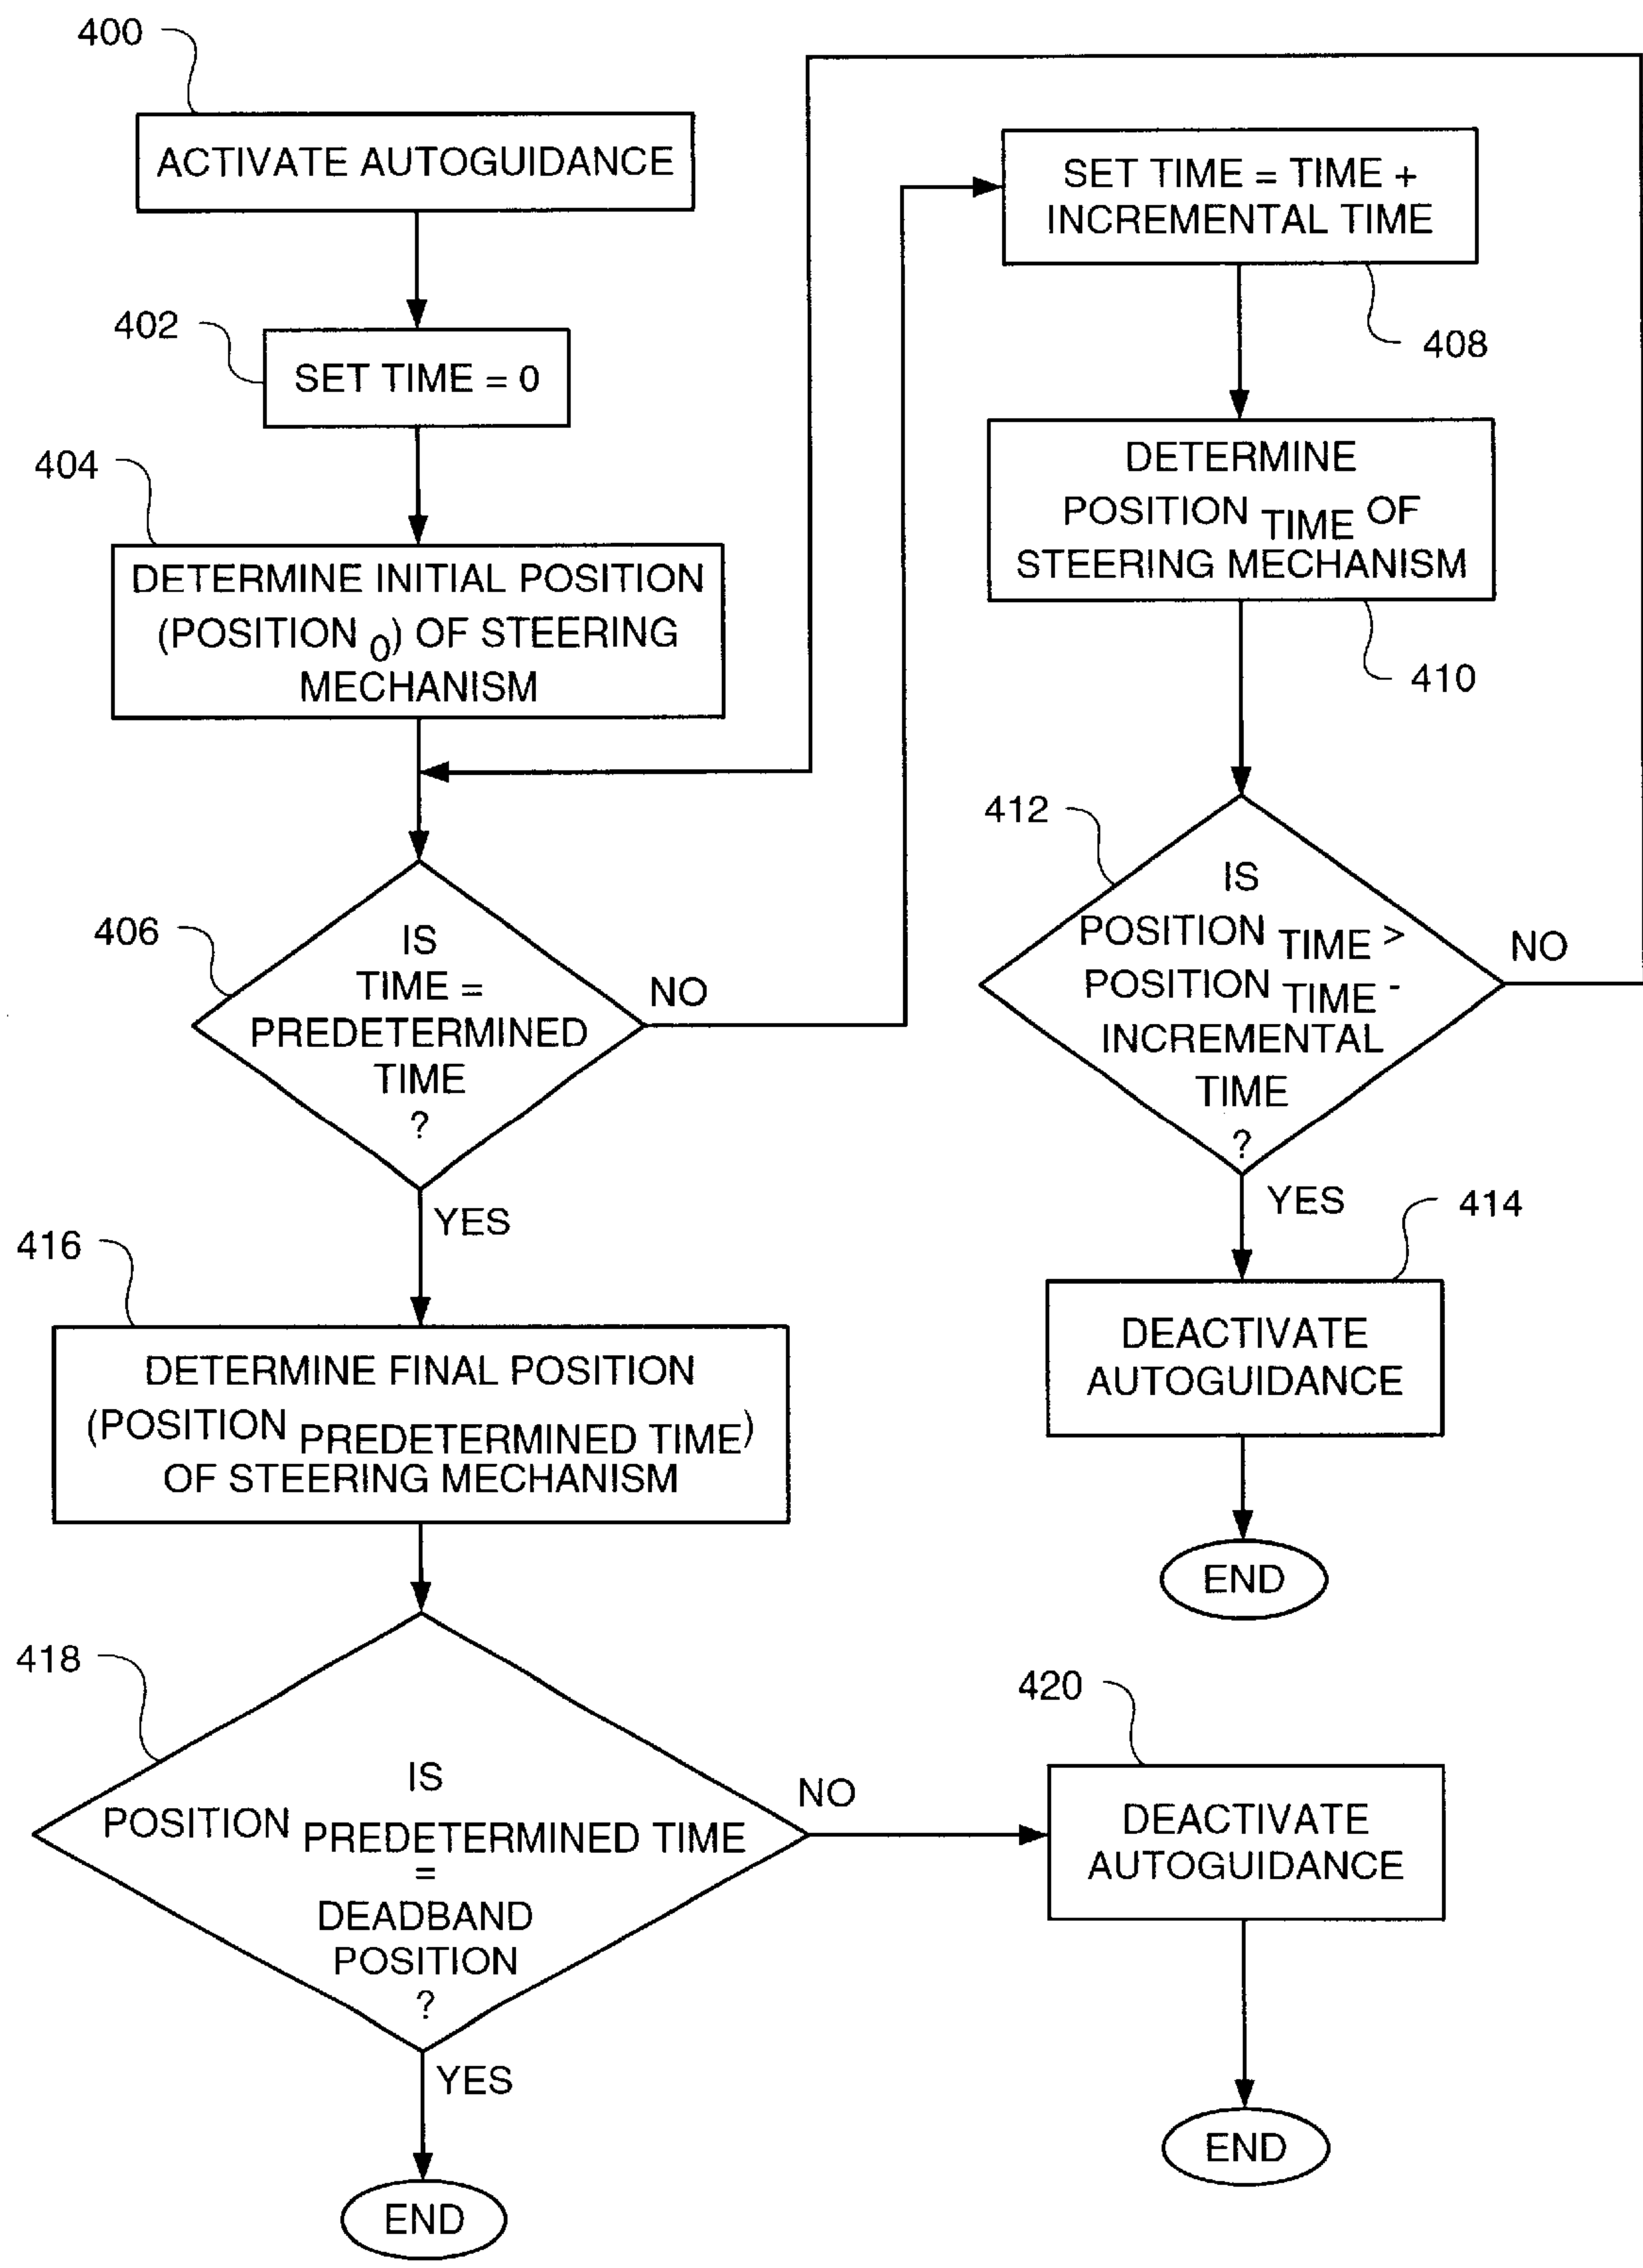 400
ACTIVATE AUTOGUIDANCE
402
SET TIME = 0
404
DETERMINE INITIAL POSITION
(POSITION 0) OF STEERING
MECHANISM
406
IS
TIME =
PREDETERMINED
TIME
?
NO
YES
416
DETERMINE FINAL POSITION
(POSITION PREDETERMINED TIME)
OF STEERING MECHANISM
418
IS
POSITION PREDETERMINED TIME
=
DEADBAND
POSITION
?
NO
YES
END
SET TIME = TIME +
INCREMENTAL TIME
408
DETERMINE
POSITION TIME OF
STEERING MECHANISM
410
412
IS
POSITION TIME >
POSITION TIME -
INCREMENTAL
TIME
?
NO
YES
414
DEACTIVATE
AUTOGUIDANCE
END
420
DEACTIVATE
AUTOGUIDANCE
END